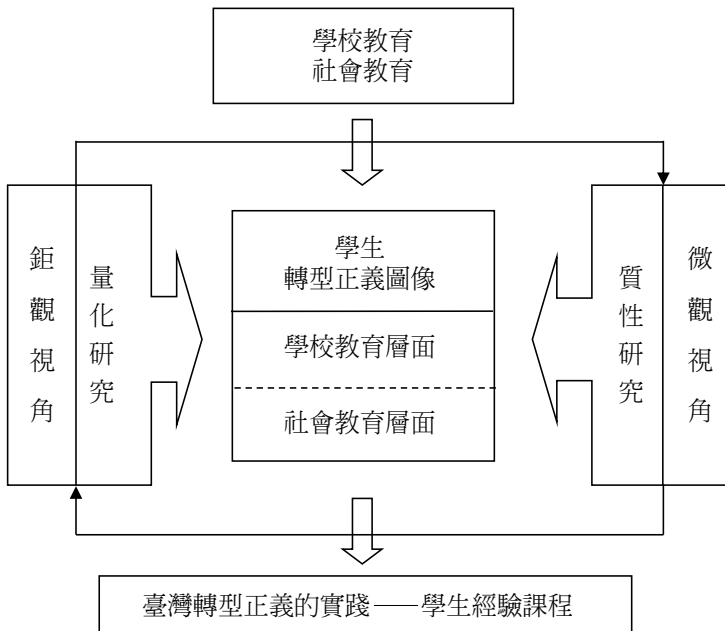 學校教育
社會教育
鉅觀視角
量化研究
學生
轉型正義圖像
學校教育層面
社會教育層面
質性研究
微觀視角
臺灣轉型正義的實踐——學生經驗課程